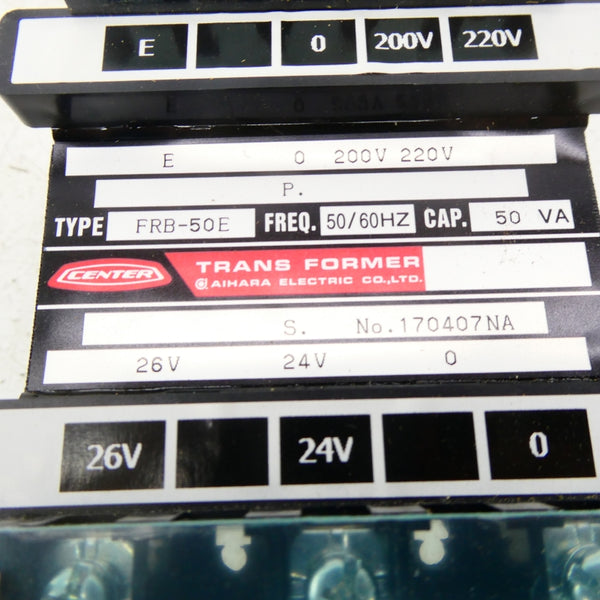 E 0 200V 220V
E 0 200V 220V
P.
TYPE FRB-50E FREQ. 50/60HZ CAP. 50 VA
CENTER TRANS FORMER
AIHARA ELECTRIC CO.,LTD.
S. No.170407NA
26V 24V 0
26V 24V 0